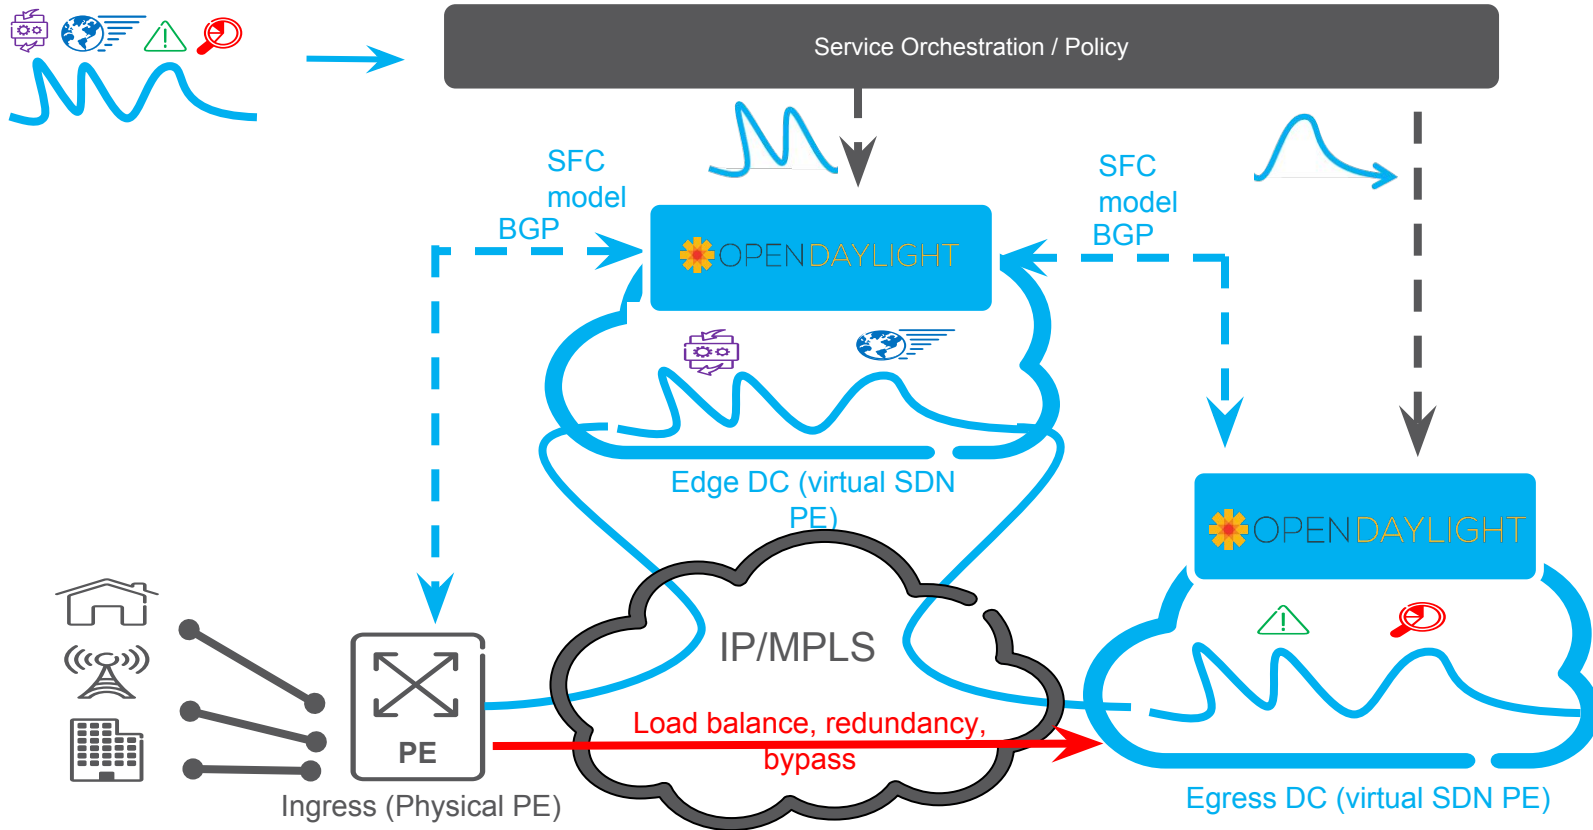 Service Orchestration / Policy
SFC
model
BGP
SFC
model
BGP
OPENDAYLIGHT
Edge DC (virtual SDN
PE)
OPENDAYLIGHT
IP/MPLS
Load balance, redundancy,
bypass
PE
Ingress (Physical PE)
Egress DC (virtual SDN PE)